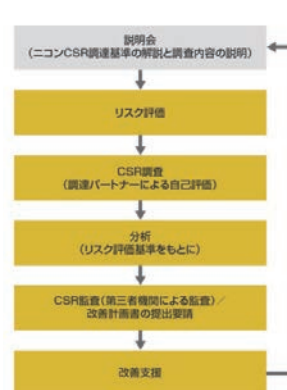 説明会
(ニコンCSR調達基準の解説と調査内容の説明)
リスク評価
CSR調査
(調達パートナーによる自己評価)
分析
(リスク評価基準をもとに)
CSR監査(第三者機関による監査)/
改善計画書の提出要請
改善支援